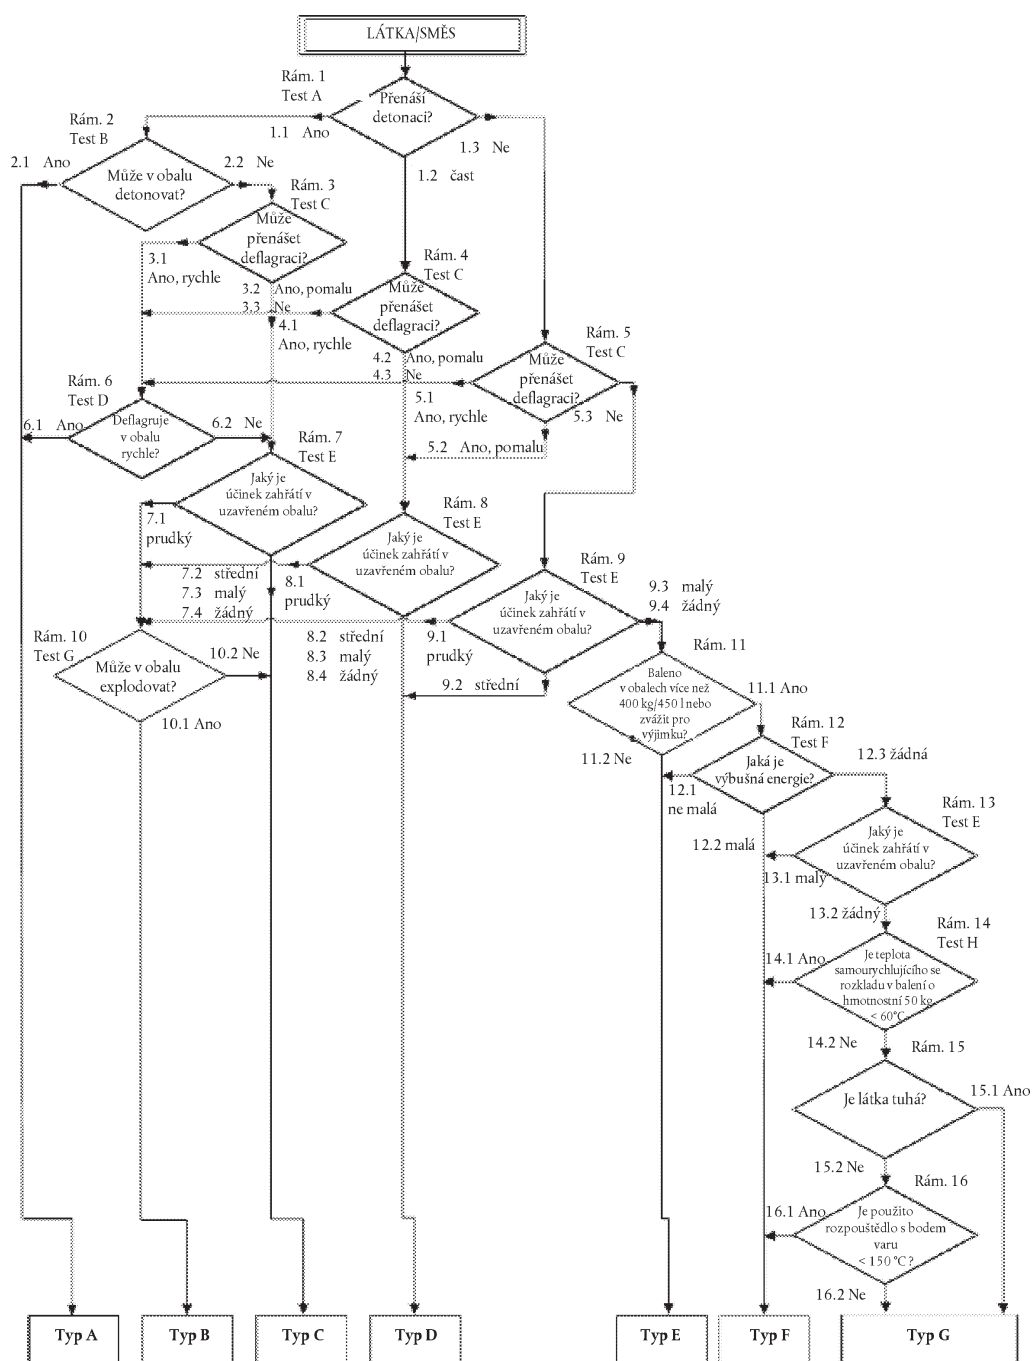 LÁTKA/SMĚS
Rám. 1
Test A
Přenáší
detonaci?
1.1 Ano
1.3 Ne
1.2 část
Rám. 2
Test B
2.1 Ano
2.2 Ne
Může v obalu
detonovat?
Rám. 3
Test C
Může
přenášet
deflagraci?
3.1
Ano, rychle
3.2 Ano, pomalu
3.3 Ne
Rám. 4
Test C
Může
přenášet
deflagraci?
4.1
Ano, rychle
4.2 Ano, pomalu
4.3 Ne
Rám. 5
Test C
Může
přenášet
deflagraci?
5.1
Ano, rychle
5.3 Ne
5.2 Ano, pomalu
Rám. 6
Test D
6.1 Ano
6.2 Ne
Deflagruje
v obalu
rychle?
Rám. 7
Test E
Jaký je
účinek zahřátí v
uzavřeném obalu?
7.1
prudký
7.2 střední
7.3 malý
7.4 žádný
Rám. 8
Test E
Jaký je
účinek zahřátí v
uzavřeném obalu?
8.1
prudký
8.2 střední
8.3 malý
8.4 žádný
Rám. 9
Test E
Jaký je
účinek zahřátí v
uzavřeném obalu?
9.1
prudký
9.2 střední
9.3 malý
9.4 žádný
Rám. 10
Test G
Může v obalu
explodovat?
10.2 Ne
10.1 Ano
Rám. 11
Baleno
v obalech více než
400 kg/450 l nebo
zvážit pro
výjimku?
11.1 Ano
11.2 Ne
Rám. 12
Test F
Jaká je
výbušná energie?
12.1
ne malá
12.2 malá
12.3 žádná
Rám. 13
Test E
Jaký je
účinek zahřátí v
uzavřeném obalu?
13.1 malý
13.2 žádný
Rám. 14
Test H
14.1 Ano
Je teplota
samourychlujícího se
rozkladu v balení o
hmotnostní 50 kg
< 60°C
14.2 Ne
Rám. 15
Je látka tuhá?
15.1 Ano
15.2 Ne
Rám. 16
16.1 Ano
Je použito
rozpouštědlo s bodem
varu
< 150 °C ?
16.2 Ne
Typ A
Typ B
Typ C
Typ D
Typ E
Typ F
Typ G